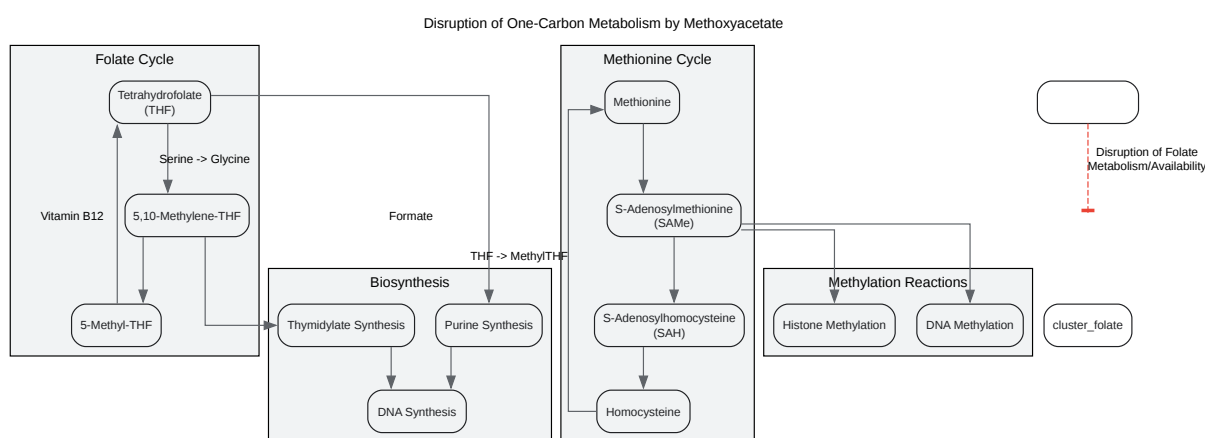 Disruption of One-Carbon Metabolism by Methoxyacetate
Folate Cycle
Tetrahydrofolate
(THF)
Serine -> Glycine
Vitamin B12
5,10-Methylene-THF
5-Methyl-THF
Formate
THF -> MethylTHF
Biosynthesis
Thymidylate Synthesis
Purine Synthesis
DNA Synthesis
Methionine Cycle
Methionine
S-Adenosylmethionine
(SAMe)
S-Adenosylhomocysteine
(SAH)
Homocysteine
Methylation Reactions
Histone Methylation
DNA Methylation
Disruption of Folate
Metabolism/Availability
cluster_folate